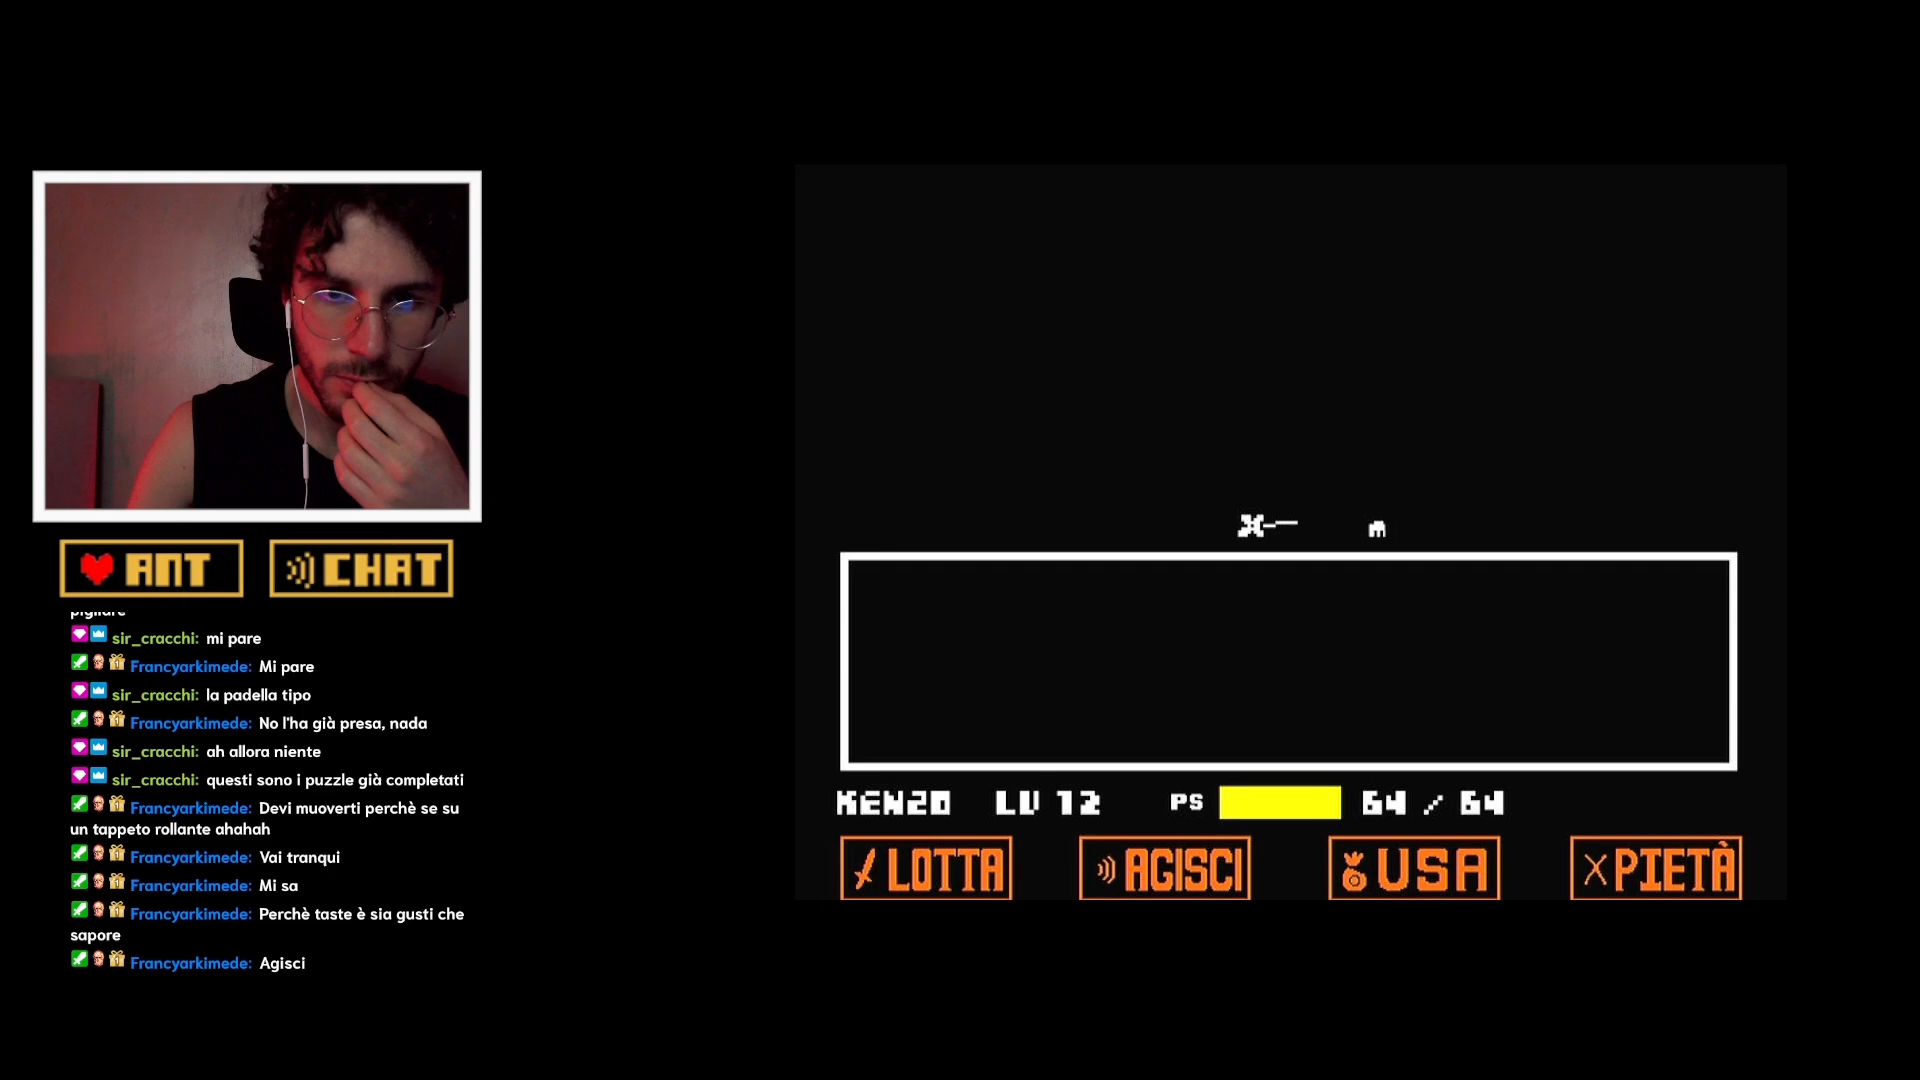 ANT
CHAT
sir_cracchi: mi pare
Francyarkimede: Mi pare
sir_cracchi: la padella tipo
Francyarkimede: No l'ha già presa, nada
sir_cracchi: ah allora niente
sir_cracchi: questi sono i puzzle già completati
Francyarkimede: Devi muoverti perchè se su
un tappeto rollante ahahah
Francyarkimede: Vai tranqui
Francyarkimede: Mi sa
Francyarkimede: Perchè taste è sia gusti che
sapore
Francyarkimede: Agisci
KENZO LV 12 PS 64 / 64
LOTTA AGISCI USA PIETÀ